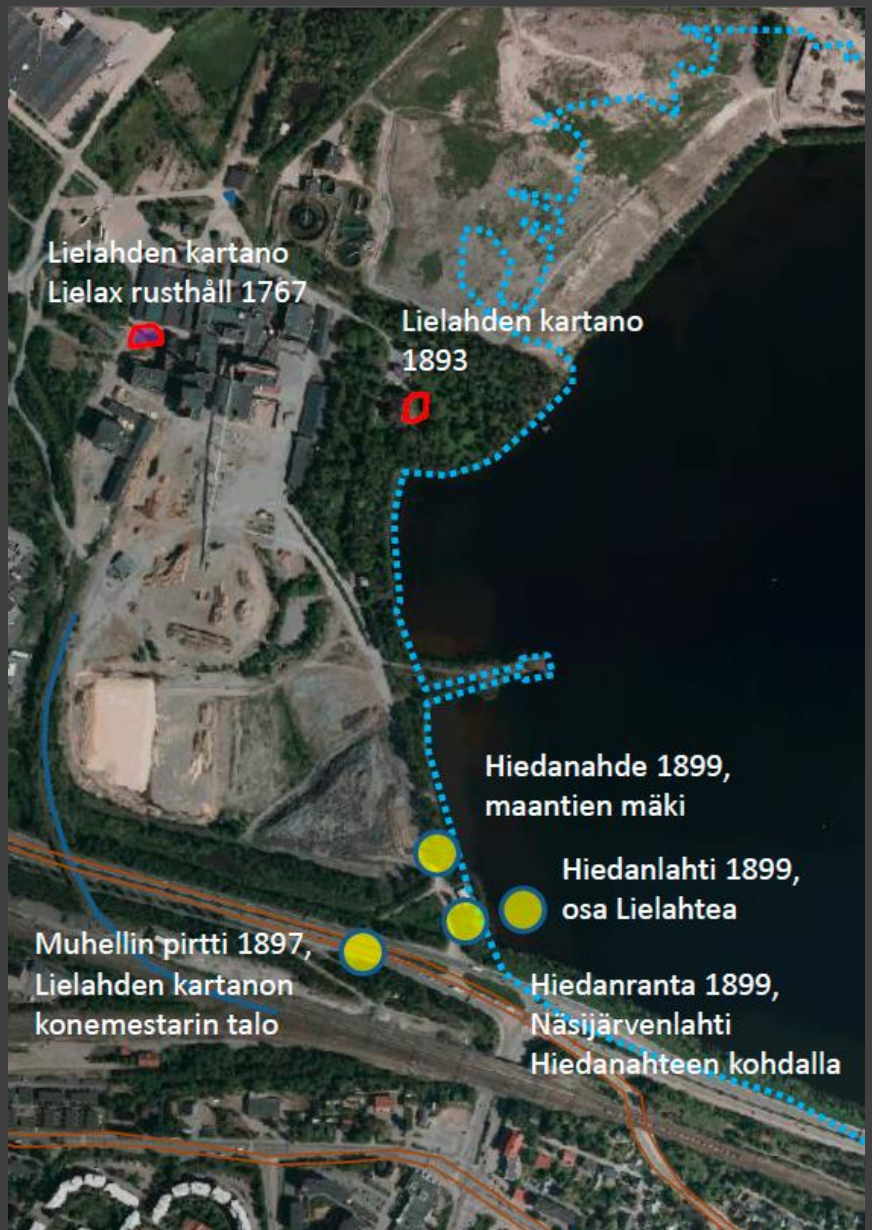 Lielahden kartano
Lielax rusthåll 1767
Lielahden kartano
1893
Hiedanahde 1899,
maantien mäki
Hiedanlahti 1899,
osa Lielahtea
Muhellin pirtti 1897,
Lielahden kartanon
konemestarin talo
Hiedanranta 1899,
Näsijärvenlahti
Hiedanahteen kohdalla